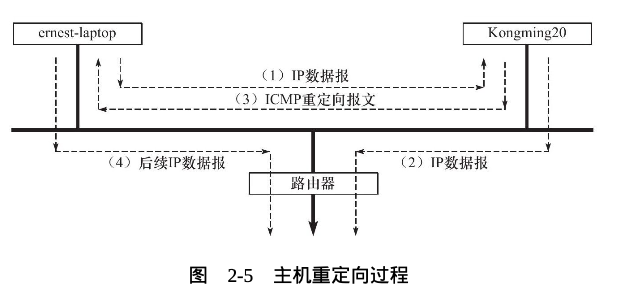 ernest-laptop
Kongming20
（1）IP数据报
（3）ICMP重定向报文
（4）后续IP数据报
（2）IP数据报
路由器
图 2-5 主机重定向过程